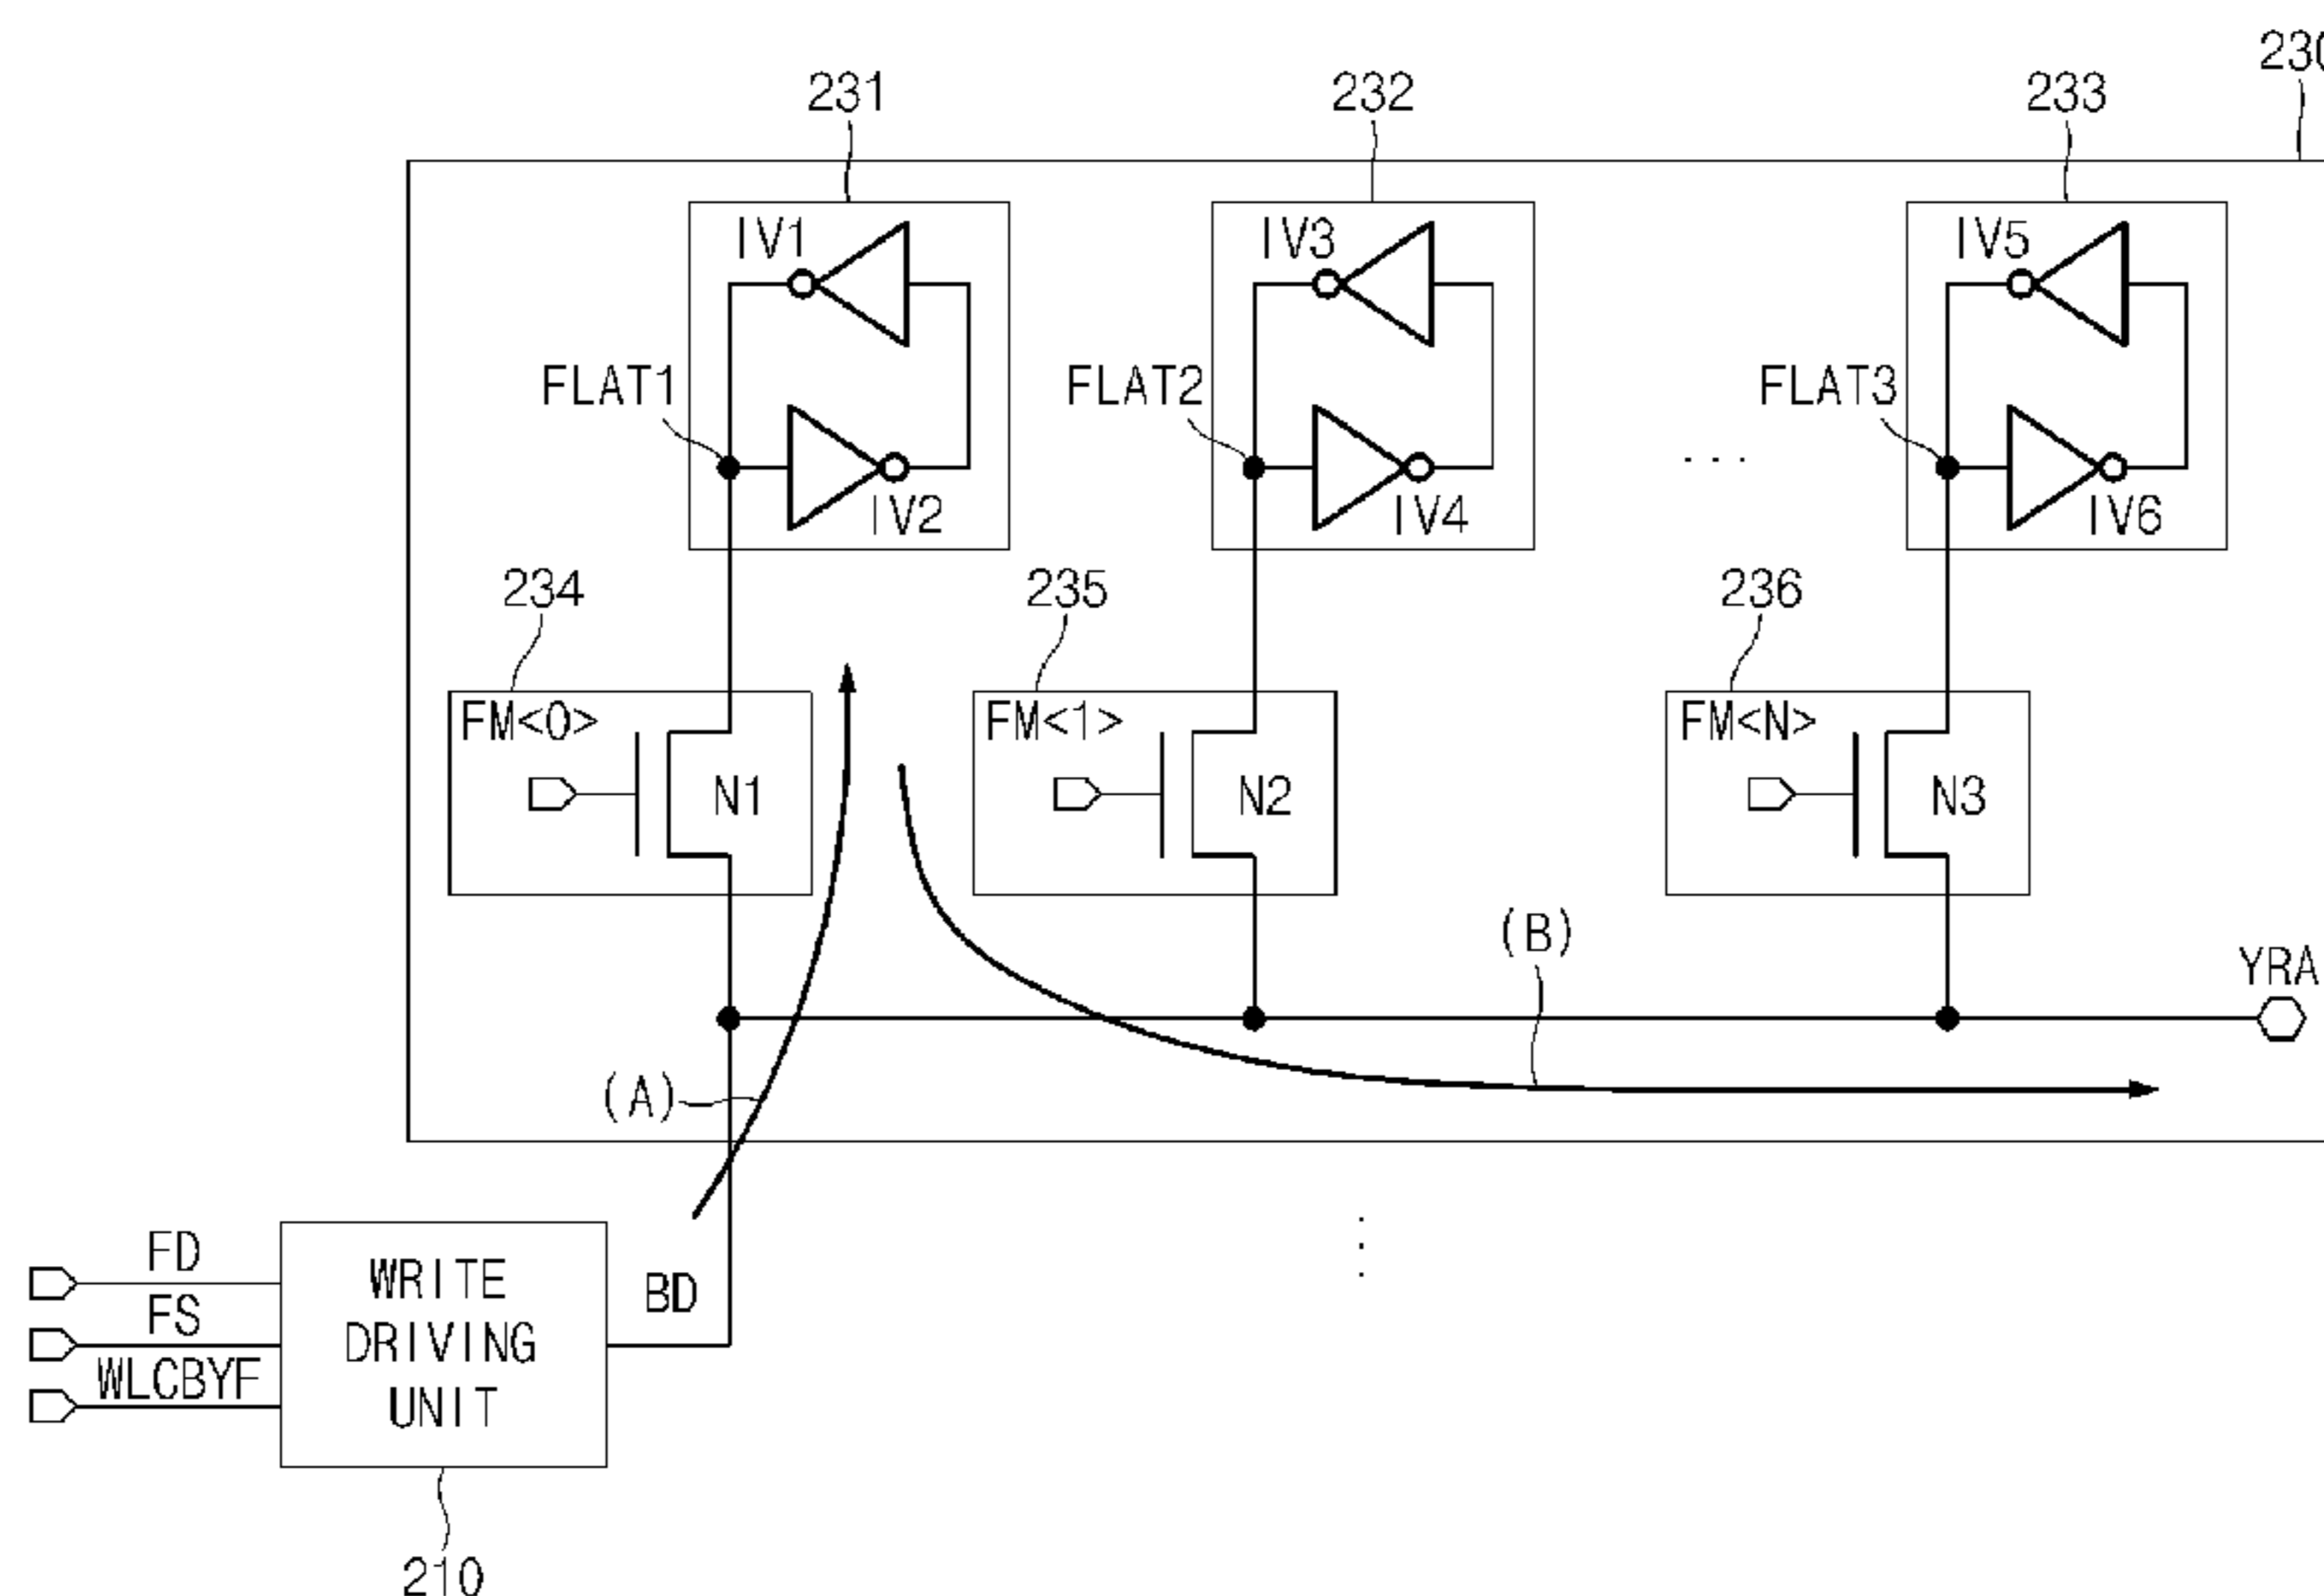 230
231
232
233
IV1
IV3
IV5
FLAT1
FLAT2
FLAT3
IV2
IV4
IV6
...
234
235
236
FM<0>
FM<1>
FM<N>
N1
N2
N3
(B)
YRA
(A)
FD
FS
WLCBYF
WRITE
DRIVING
UNIT
BD
210